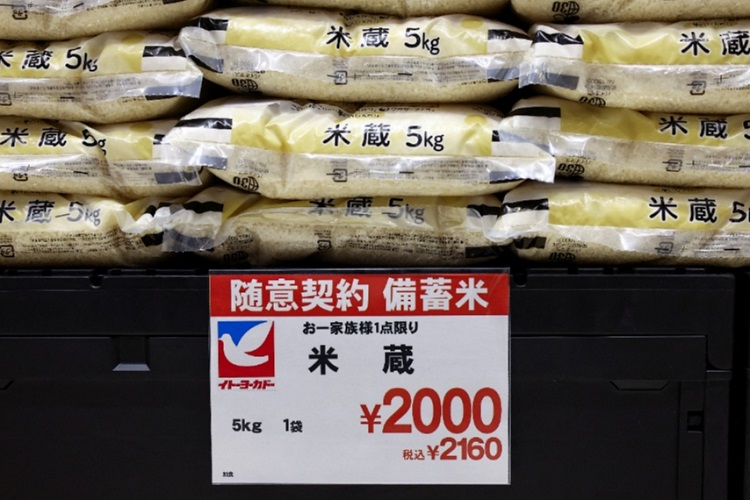 米蔵 5kg
米蔵 5kg
米蔵
米蔵 5kg
米蔵 5kg
米蔵 5
米蔵 5kg
米蔵 5kg
米蔵 5
随意契約 備蓄米
お一家族様1点限り
米 蔵
イトーヨーカドー
5kg 1袋
¥2000
税込¥2160